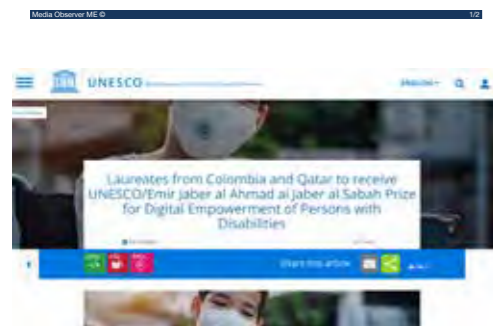 Media Observer ME ©
1/2
UNESCO
ENGLISH
Laureates from Colombia and Qatar to receive
UNESCO/Emir Jaber al Ahmad al Jaber al Sabah Prize
for Digital Empowerment of Persons with
Disabilities
Share this article